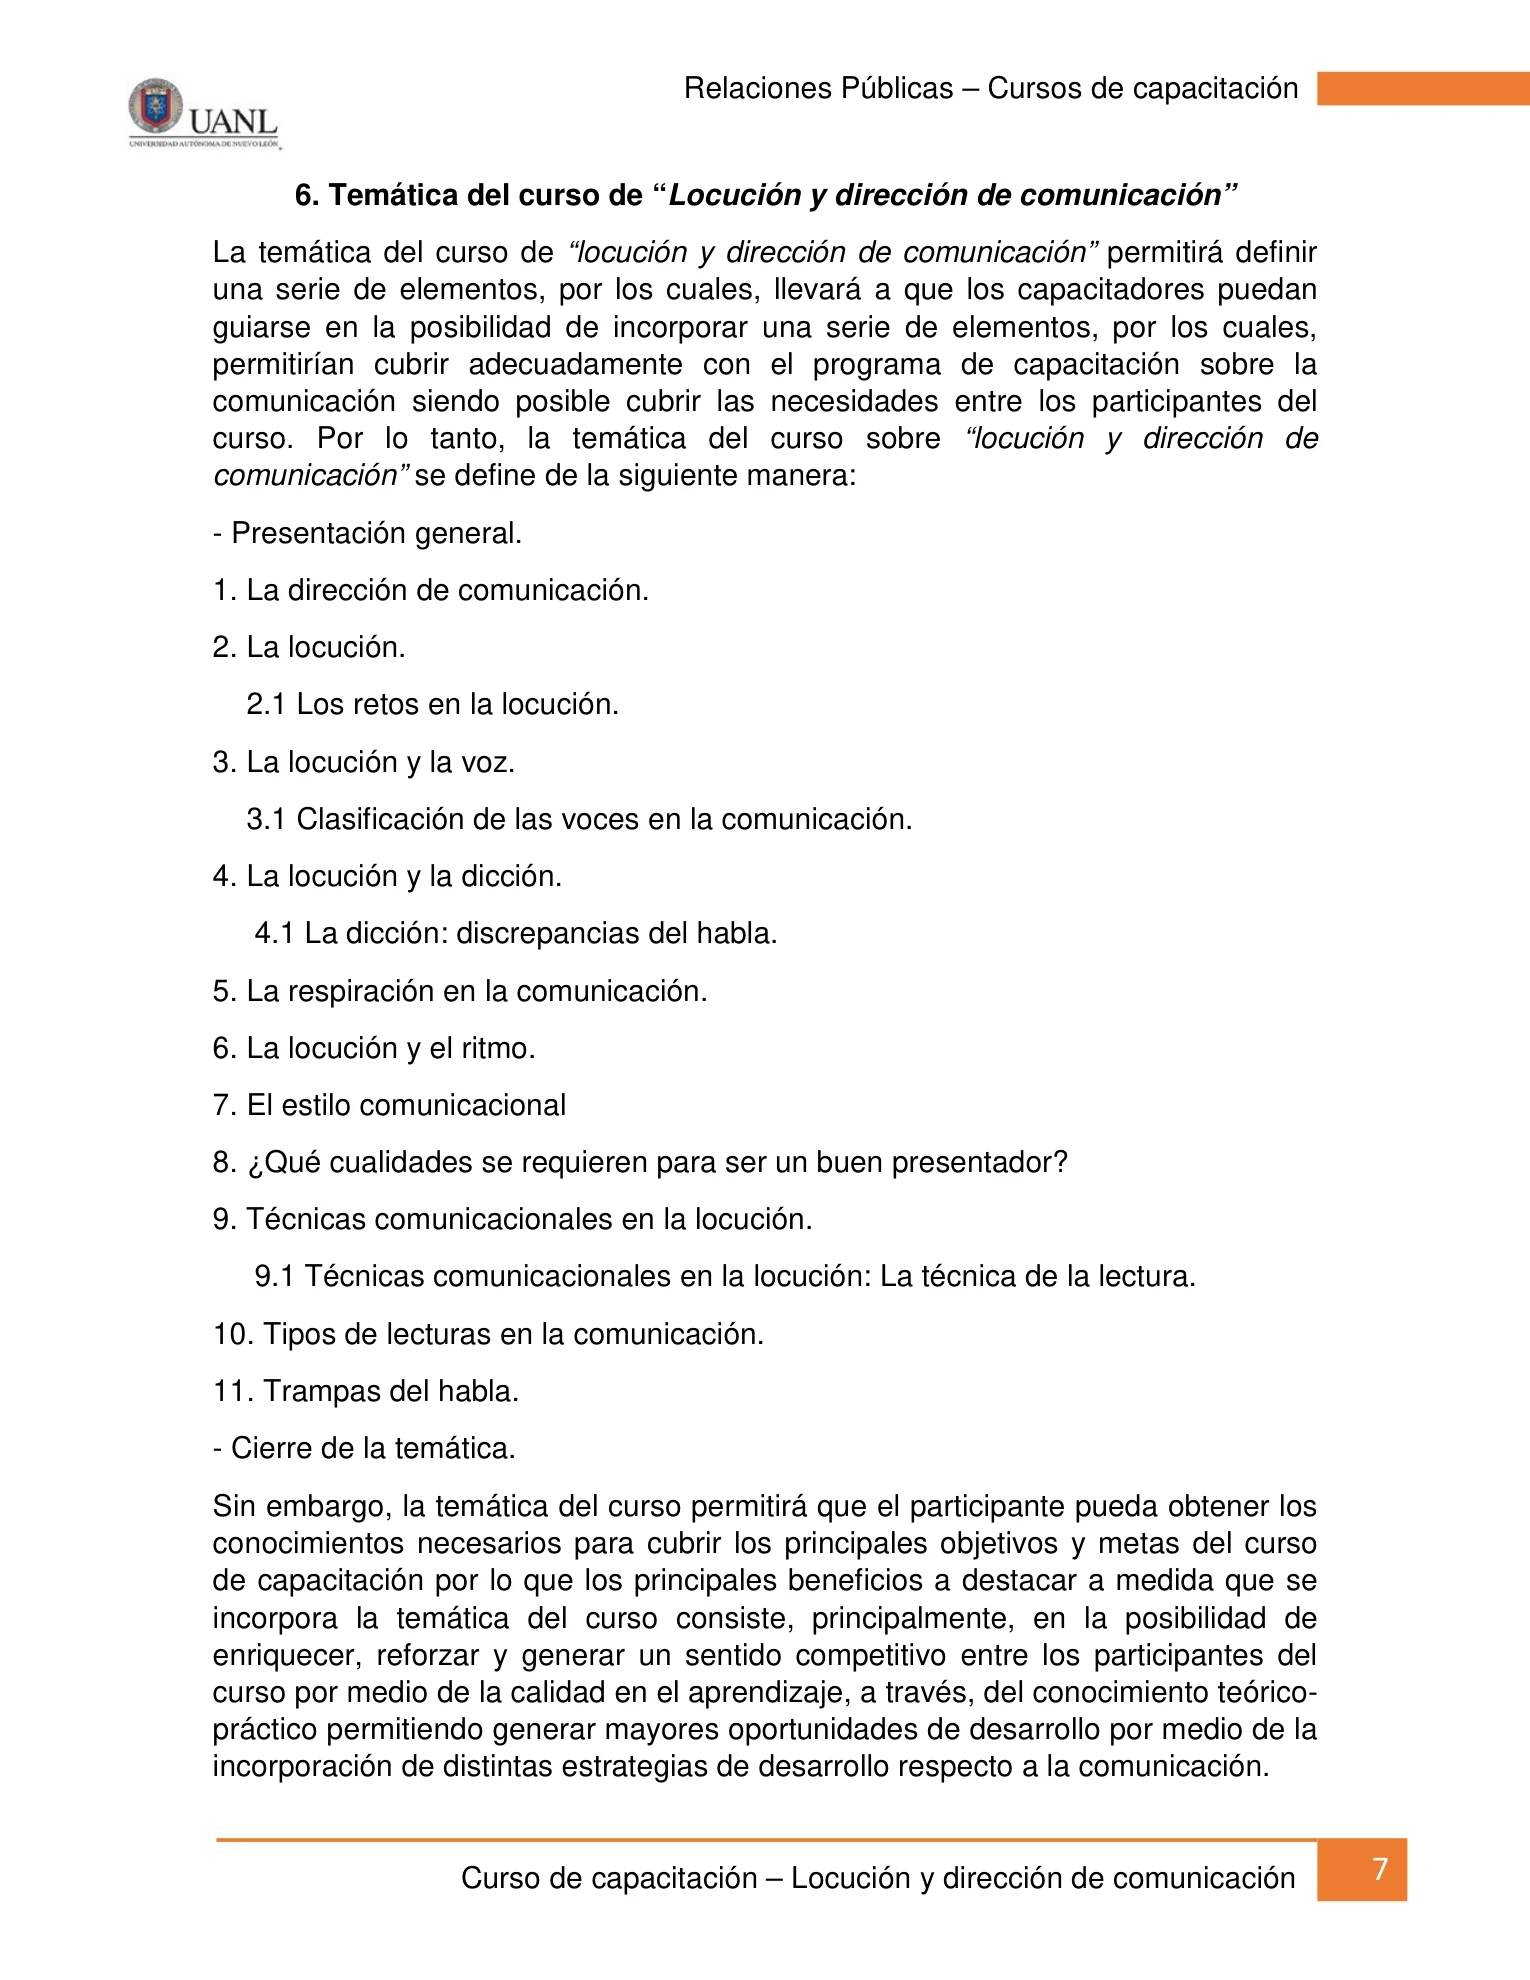 Relaciones Públicas – Cursos de capacitación
UANL
UNIVERSIDAD AUTÓNOMA DE NUEVO LEÓN
6. Temática del curso de “Locución y dirección de comunicación”
La temática del curso de “locución y dirección de comunicación” permitirá definir
una serie de elementos, por los cuales, llevará a que los capacitadores puedan
guiarse en la posibilidad de incorporar una serie de elementos, por los cuales,
permitirían cubrir adecuadamente con el programa de capacitación sobre la
comunicación siendo posible cubrir las necesidades entre los participantes del
curso. Por lo tanto, la temática del curso sobre “locución y dirección de
comunicación” se define de la siguiente manera:
- Presentación general.
1. La dirección de comunicación.
2. La locución.
2.1 Los retos en la locución.
3. La locución y la voz.
3.1 Clasificación de las voces en la comunicación.
4. La locución y la dicción.
4.1 La dicción: discrepancias del habla.
5. La respiración en la comunicación.
6. La locución y el ritmo.
7. El estilo comunicacional
8. ¿Qué cualidades se requieren para ser un buen presentador?
9. Técnicas comunicacionales en la locución.
9.1 Técnicas comunicacionales en la locución: La técnica de la lectura.
10. Tipos de lecturas en la comunicación.
11. Trampas del habla.
- Cierre de la temática.
Sin embargo, la temática del curso permitirá que el participante pueda obtener los
conocimientos necesarios para cubrir los principales objetivos y metas del curso
de capacitación por lo que los principales beneficios a destacar a medida que se
incorpora la temática del curso consiste, principalmente, en la posibilidad de
enriquecer, reforzar y generar un sentido competitivo entre los participantes del
curso por medio de la calidad en el aprendizaje, a través, del conocimiento teórico-
práctico permitiendo generar mayores oportunidades de desarrollo por medio de la
incorporación de distintas estrategias de desarrollo respecto a la comunicación.
Curso de capacitación – Locución y dirección de comunicación
7